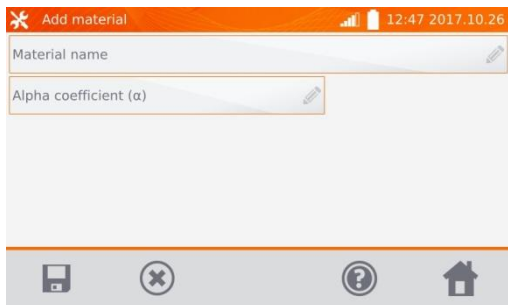 Add material 12:47 2017.10.26
Material name
Alpha coefficient (α)